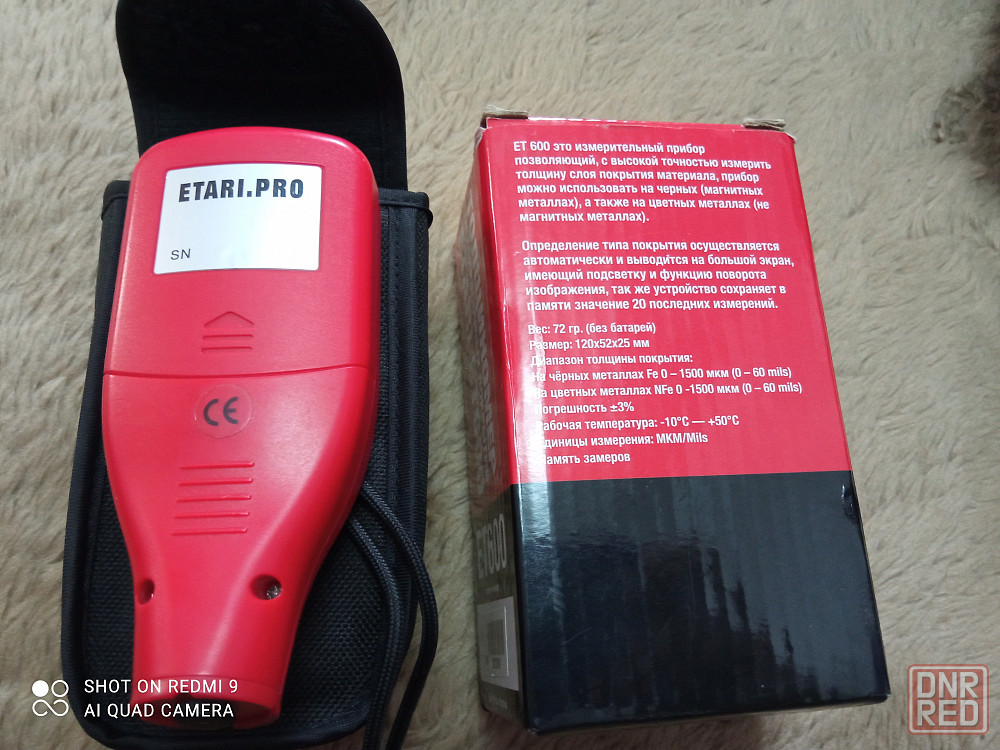 ETARI.PRO
SN
CE
ET 600 это измерительный прибор
позволяющий, с высокой точностью измерить
толщину слоя покрытия материала, прибор
можно использовать на черных (магнитных
металлах), а также на цветных металлах (не
магнитных металлах).
Определение типа покрытия осуществляется
автоматически и выводится на большой экран,
имеющий подсветку и функцию поворота
изображения, так же устройство сохраняет в
памяти значение 20 последних измерений.
Вес: 72 гр. (без батарей)
Размер: 120x52x25 мм
Диапазон толщины покрытия:
На чёрных металлах Fe 0 – 1500 мкм (0 – 60 mils)
На цветных металлах NFe 0 -1500 мкм (0 – 60 mils)
Погрешность ±3%
Рабочая температура: -10°C — +50°C
Единицы измерения: МКМ/Mils
Память замеров
ET600
SHOT ON REDMI 9
AI QUAD CAMERA
DNR
RED